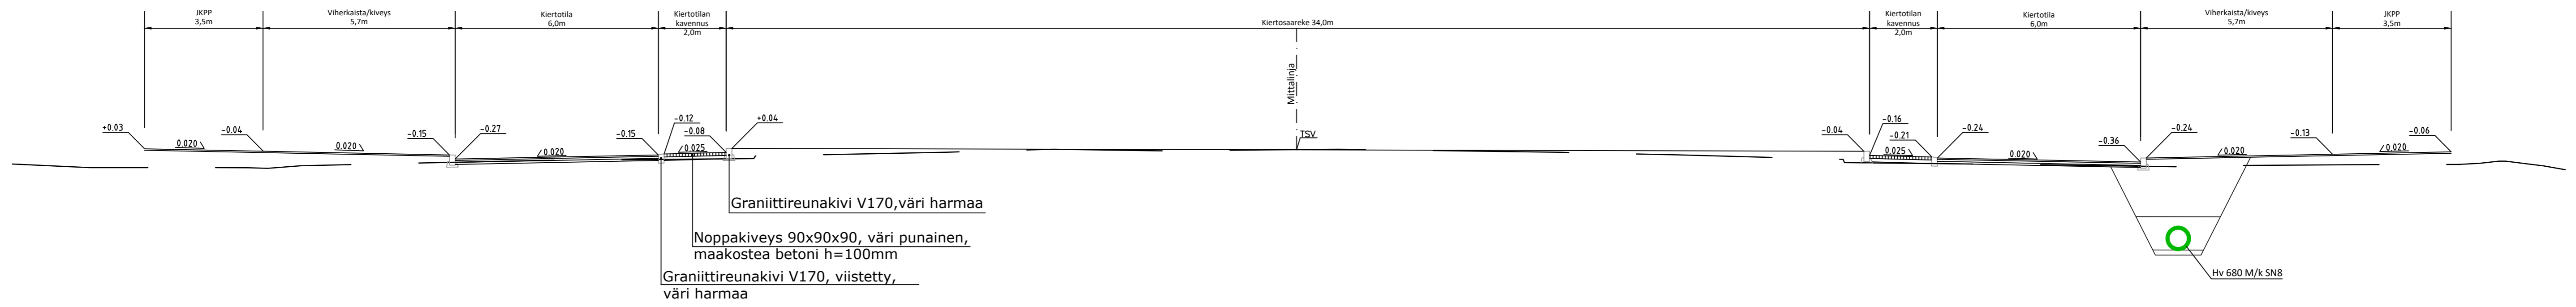 JKPP
3,5m
Viherkaista/kiveys
5,7m
Kiertotila
6,0m
Kiertotilan
kavennus
2,0m
Kiertosaareke 34,0m
Kiertotilan
kavennus
2,0m
Kiertotila
6,0m
Viherkaista/kiveys
5,7m
JKPP
3,5m
Mittalinja
+0.03
0.020
-0.04
0.020
-0.15
-0.27
0.020
-0.15
-0.12
-0.08
0.025
+0.04
TSV
-0.04
-0.16
-0.21
0.025
-0.24
0.020
-0.36
-0.24
0.020
-0.13
0.020
-0.06
Graniittireunakivi V170,väri harmaa
Noppakiveys 90x90x90, väri punainen,
maakostea betoni h=100mm
Graniittireunakivi V170, viistetty,
väri harmaa
Hv 680 M/k SN8